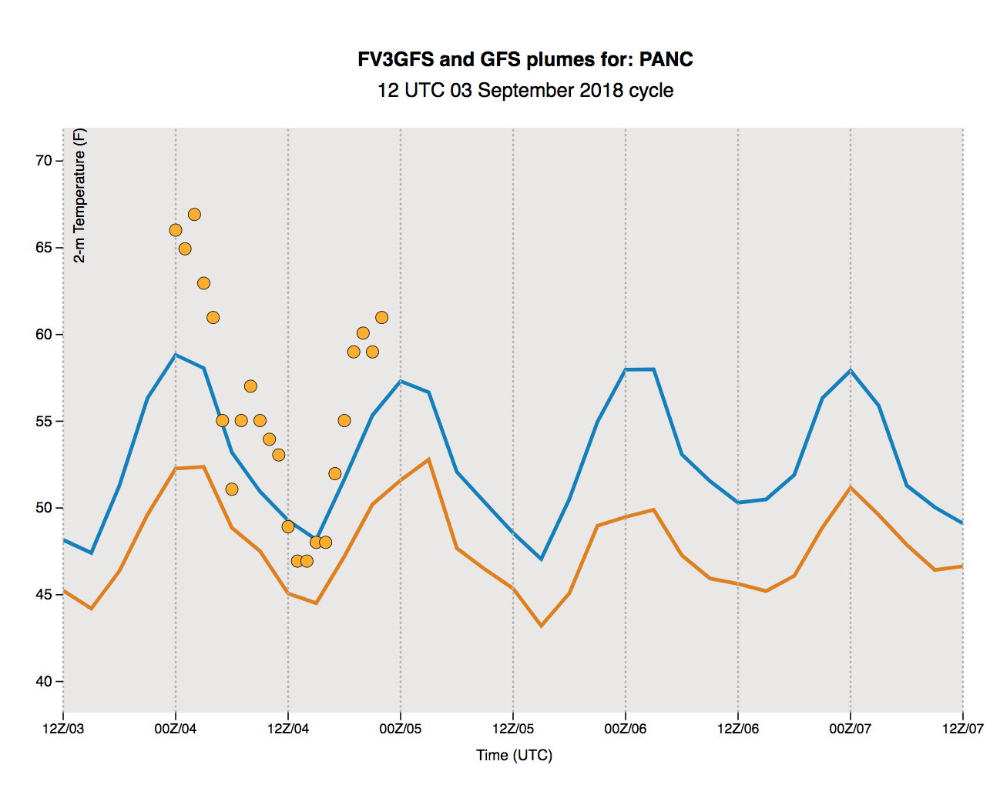 FV3GFS and GFS plumes for: PANC
12 UTC 03 September 2018 cycle
2-m Temperature (F)
70
65
60
55
50
45
40
12Z/03 00Z/04 12Z/04 00Z/05 12Z/05 00Z/06 12Z/06 00Z/07 12Z/07
Time (UTC)